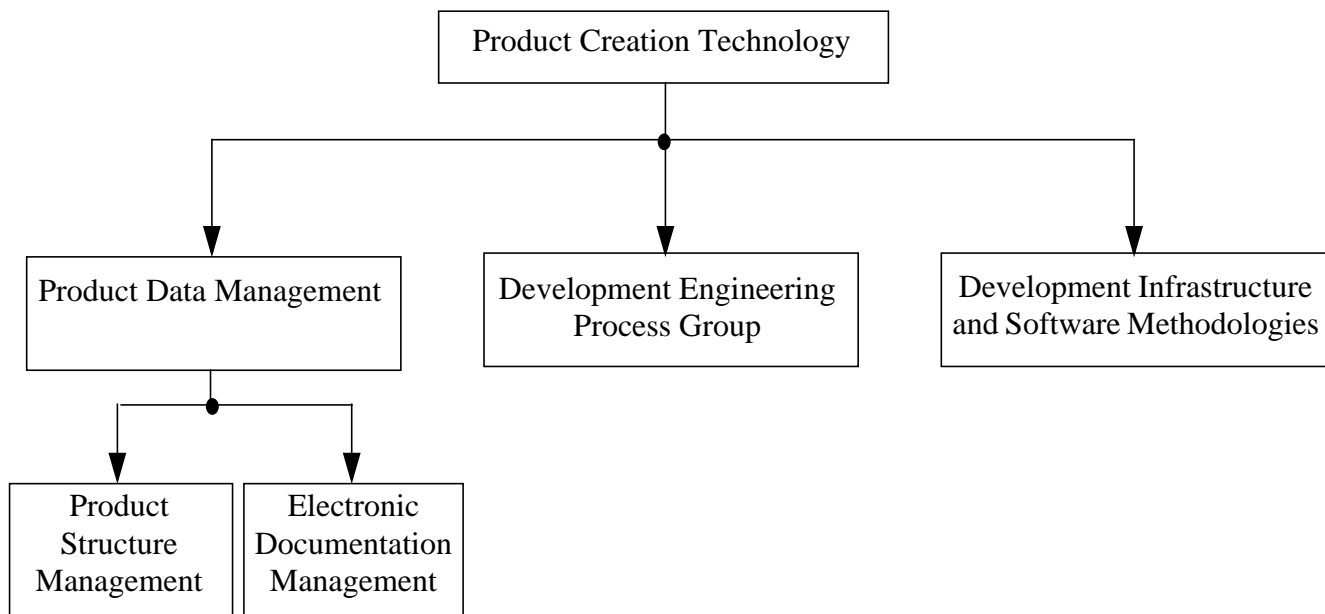 Product Creation Technology
Product Data Management
Development Engineering
Process Group
Development Infrastructure
and Software Methodologies
Product
Structure
Management
Electronic
Documentation
Management